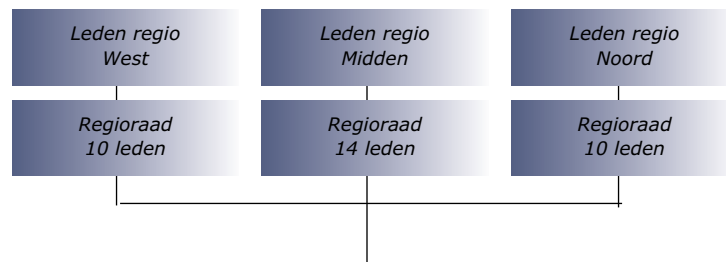 Leden regio
West
Leden regio
Midden
Leden regio
Noord
Regioraad
10 leden
Regioraad
14 leden
Regioraad
10 leden